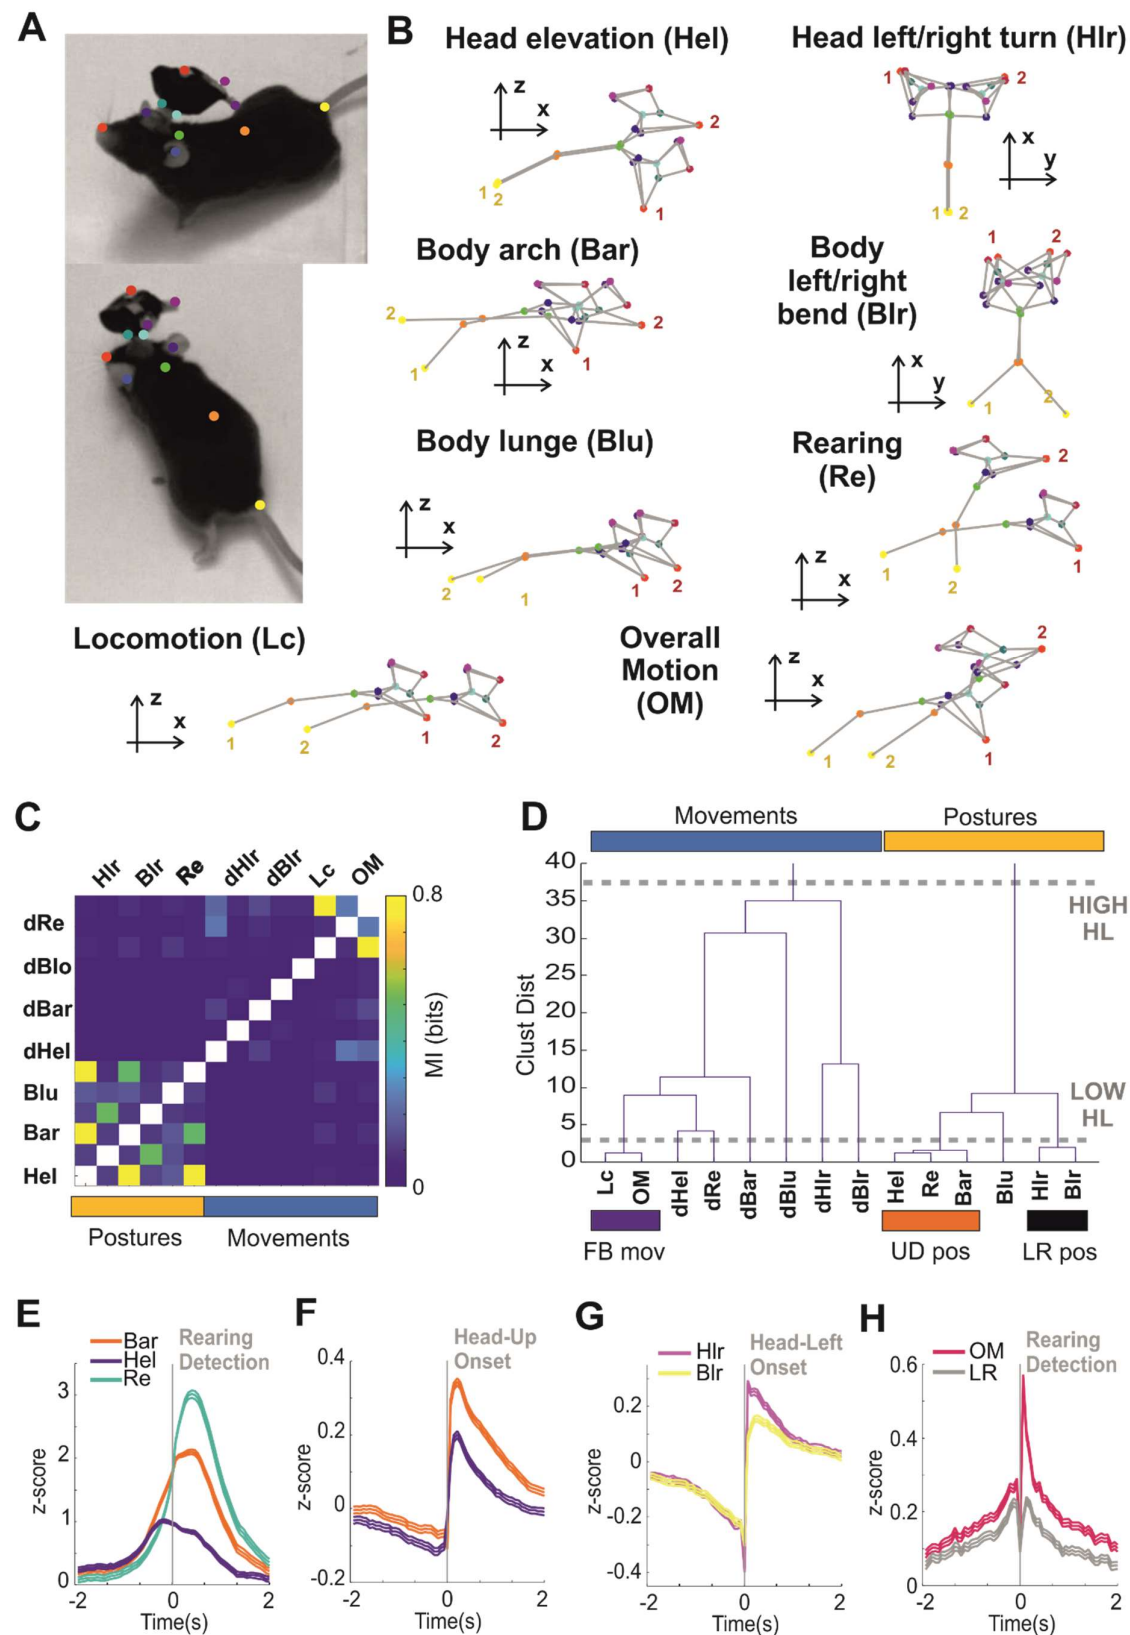 A
B
Head elevation (Hel)
z
x
2
1 2
1
Head left/right turn (Hlr)
1
2
x
y
1 2
Body arch (Bar)
2
2
z
x
1
1
Body
left/right
bend (Blr)
1
2
x
y
1
2
Body lunge (Blu)
z
x
2
1
1
2
Rearing
(Re)
2
z
x
1
2
1
Locomotion (Lc)
z
x
1
2
1
2
Overall
Motion
(OM)
z
x
2
1
2
1
C
Hlr
Blr
Re
dHlr
dBlr
Lc
OM
dRe
dBlo
dBar
dHel
Blu
Bar
Hel
0.8
MI (bits)
0
Postures
Movements
D
Movements
Postures
40
35
30
25
20
15
10
5
0
Clust Dist
HIGH
HL
LOW
HL
Lc
OM
dHel
dRe
dBar
dBlu
dHlr
dBlr
Hel
Re
Bar
Blu
Hlr
Blr
FB mov
UD pos
LR pos
E
Bar
Hel
Re
Rearing
Detection
3
2
1
0
z-score
-2
0
2
Time(s)
F
Head-Up
Onset
0.4
0.2
0
-0.2
z-score
-2
0
2
Time(s)
G
Hlr
Blr
Head-Left
Onset
0.2
0
-0.2
-0.4
z-score
-2
0
2
Time(s)
H
OM
LR
Rearing
Detection
0.6
0.4
0.2
0
z-score
-2
0
2
Time(s)